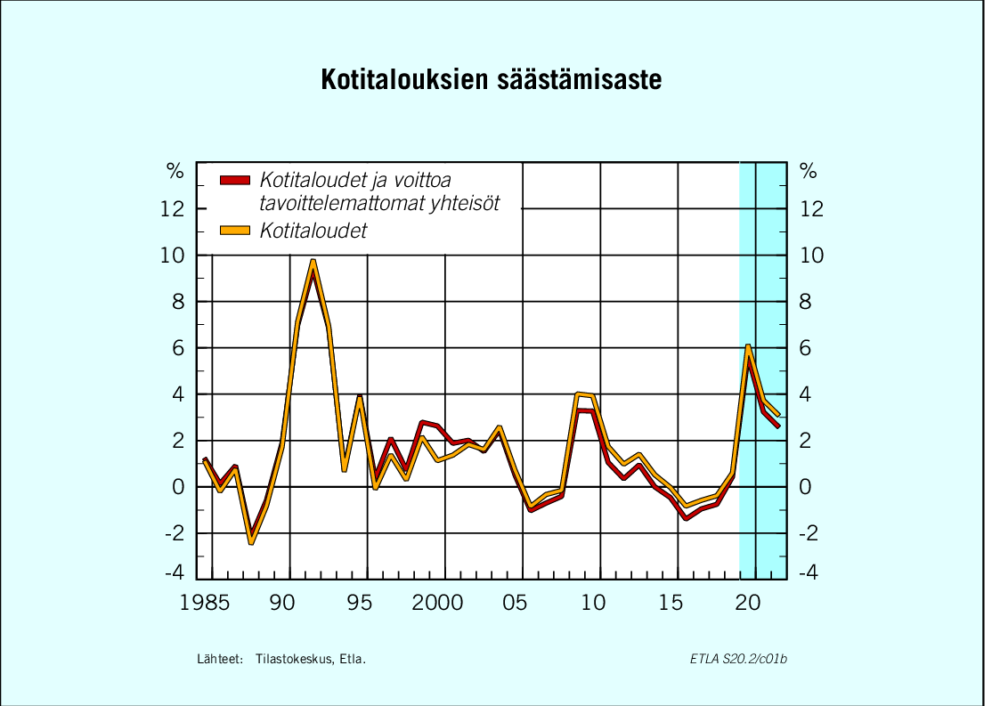 Kotitalouksien säästämisaste
% %
Kotitaloudet ja voittoa
tavoittelemattomat yhteisöt
Kotitaloudet
12 12
10 10
8 8
6 6
4 4
2 2
0 0
-2 -2
-4 -4
1985 90 95 2000 05 10 15 20
Lähteet: Tilastokeskus, Etla. ETLA S20.2/c01b